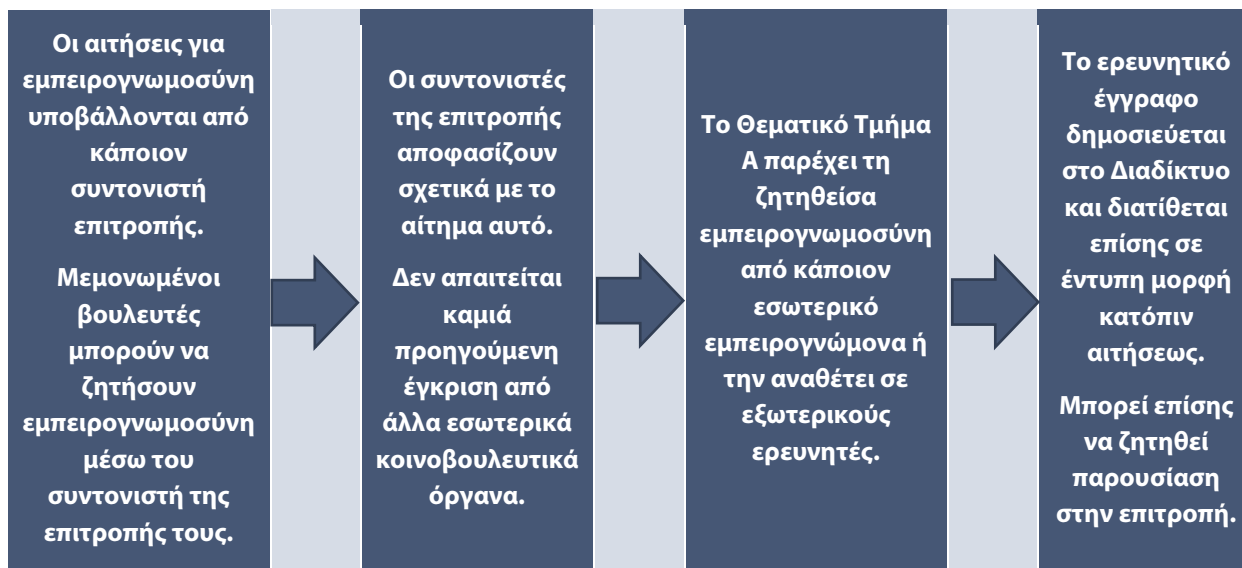 Οι αιτήσεις για
εμπειρογνωμοσύνη
υποβάλλονται από
κάποιον
συντονιστή
επιτροπής.
Μεμονωμένοι
βουλευτές
μπορούν να
ζητήσουν
εμπειρογνωμοσύνη
μέσω του
συντονιστή της
επιτροπής τους.
Οι συντονιστές
της επιτροπής
αποφασίζουν
σχετικά με το
αίτημα αυτό.
Δεν απαιτείται
καμιά
προηγούμενη
έγκριση από
άλλα εσωτερικά
κοινοβουλευτικά
όργανα.
Το Θεματικό Τμήμα
Α παρέχει τη
ζητηθείσα
εμπειρογνωμοσύνη
από κάποιον
εσωτερικό
εμπειρογνώμονα ή
την αναθέτει σε
εξωτερικούς
ερευνητές.
Το ερευνητικό
έγγραφο
δημοσιεύεται
στο Διαδίκτυο
και διατίθεται
επίσης σε
έντυπη μορφή
κατόπιν
αιτήσεως.
Μπορεί επίσης
να ζητηθεί
παρουσίαση
στην επιτροπή.